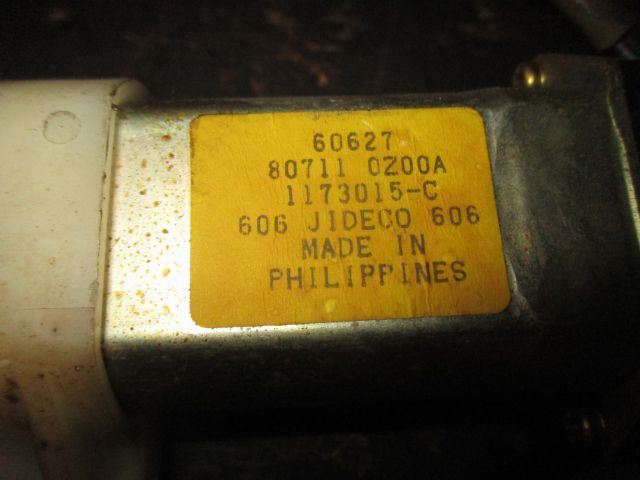 60627
80711 0Z00A
1173015-C
606 JIDECO 606
MADE IN
PHILIPPINES